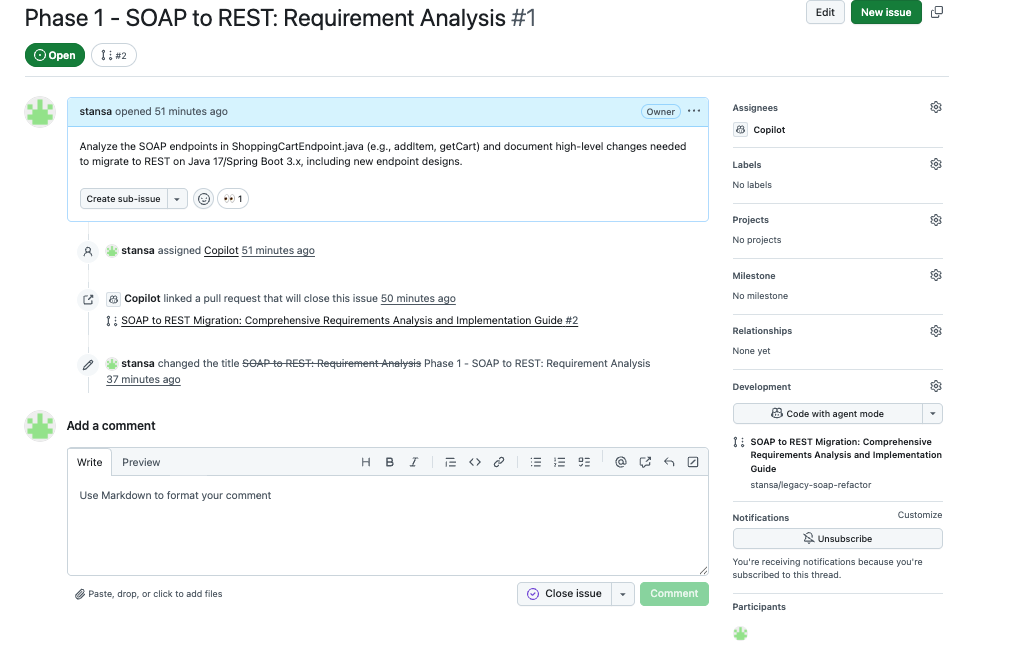 Phase 1 - SOAP to REST: Requirement Analysis #1
Edit
New issue
Open
#2
stansa opened 51 minutes ago
Owner
Analyze the SOAP endpoints in ShoppingCartEndpoint.java (e.g., addItem, getCart) and document high-level changes needed
to migrate to REST on Java 17/Spring Boot 3.x, including new endpoint designs.
Create sub-issue
👀 1
stansa assigned Copilot 51 minutes ago
Copilot linked a pull request that will close this issue 50 minutes ago
SOAP to REST Migration: Comprehensive Requirements Analysis and Implementation Guide #2
stansa changed the title SOAP to REST: Requirement Analysis Phase 1 - SOAP to REST: Requirement Analysis
37 minutes ago
Add a comment
Write
Preview
Use Markdown to format your comment
Paste, drop, or click to add files
Close issue
Comment
Assignees
Copilot
Labels
No labels
Projects
No projects
Milestone
No milestone
Relationships
None yet
Development
Code with agent mode
SOAP to REST Migration: Comprehensive
Requirements Analysis and Implementation
Guide
stansa/legacy-soap-refactor
Notifications
Customize
Unsubscribe
You're receiving notifications because you're
subscribed to this thread.
Participants